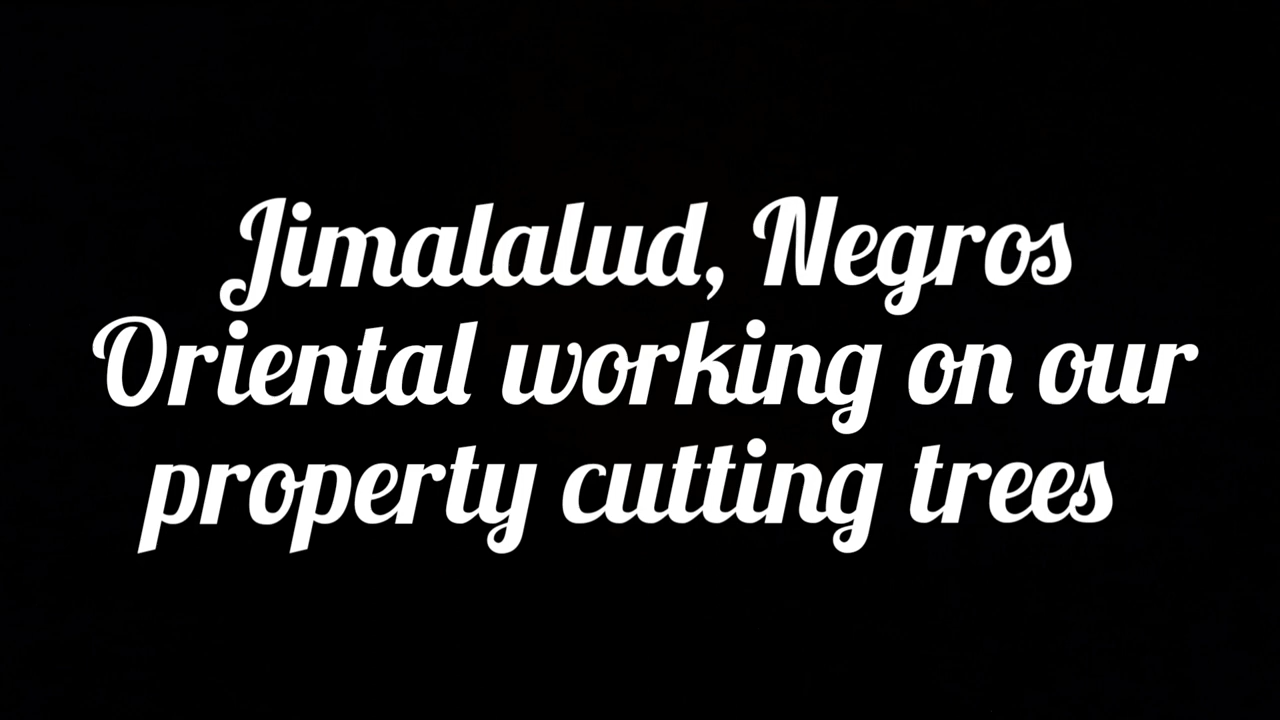 Jimalalud, Negros
Oriental working on our
property cutting trees